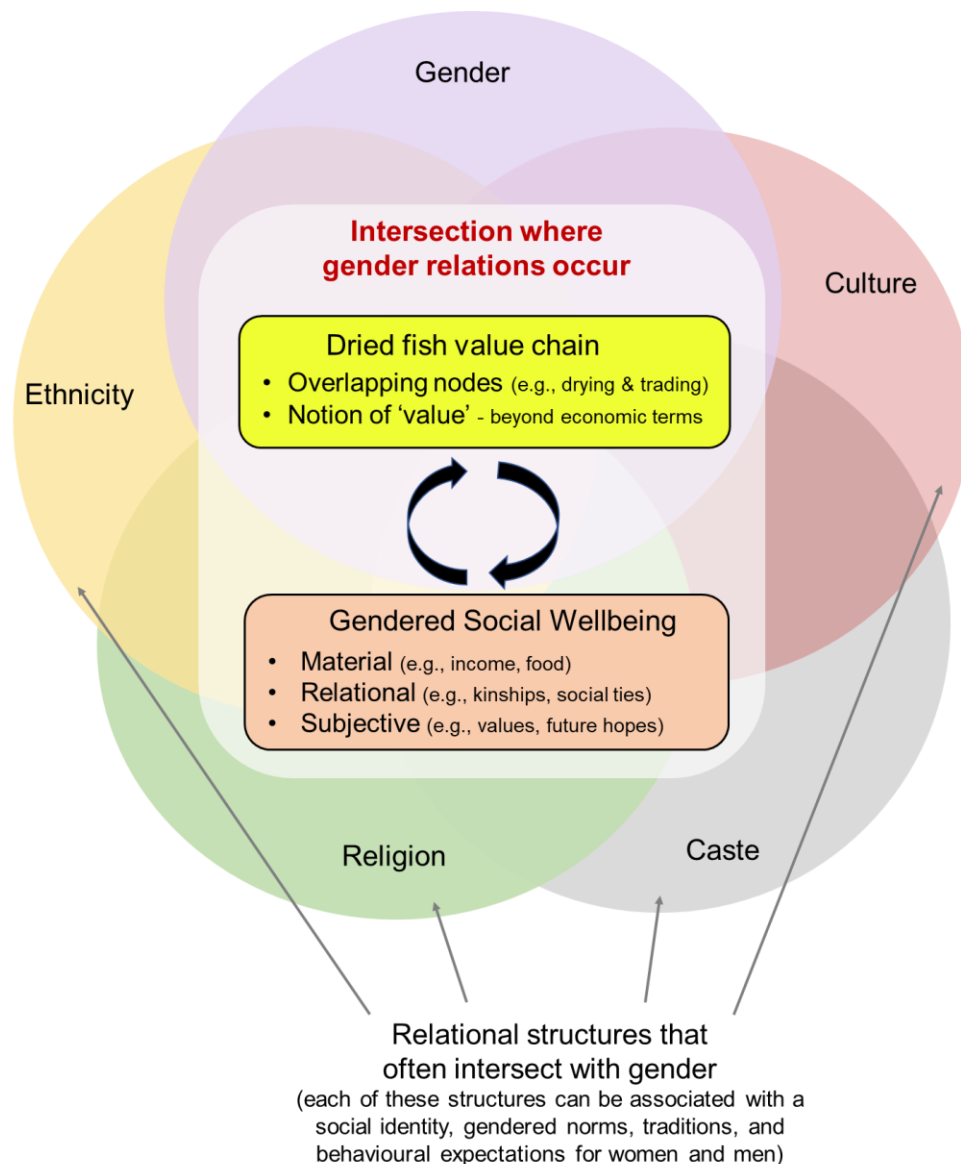 Gender
Intersection where
gender relations occur
Culture
Ethnicity
Dried fish value chain
• Overlapping nodes (e.g., drying & trading)
• Notion of ‘value’ - beyond economic terms
Gendered Social Wellbeing
• Material (e.g., income, food)
• Relational (e.g., kinships, social ties)
• Subjective (e.g., values, future hopes)
Religion
Caste
Relational structures that
often intersect with gender
(each of these structures can be associated with a
social identity, gendered norms, traditions, and
behavioural expectations for women and men)